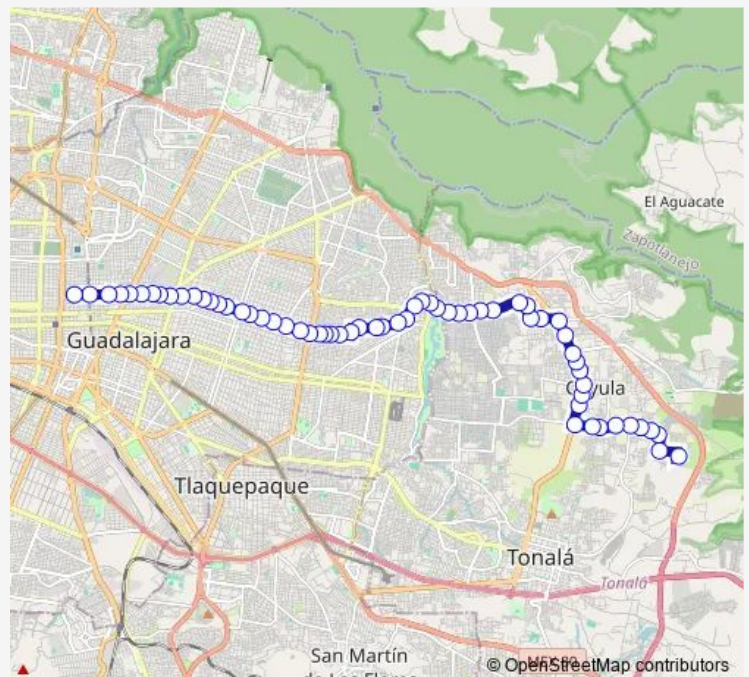 El Aguacate
Zapotlanejo
Guadalajara
Tlaquepaque
Tonalá
Tonalá
San Martín
© OpenStreetMap contributors